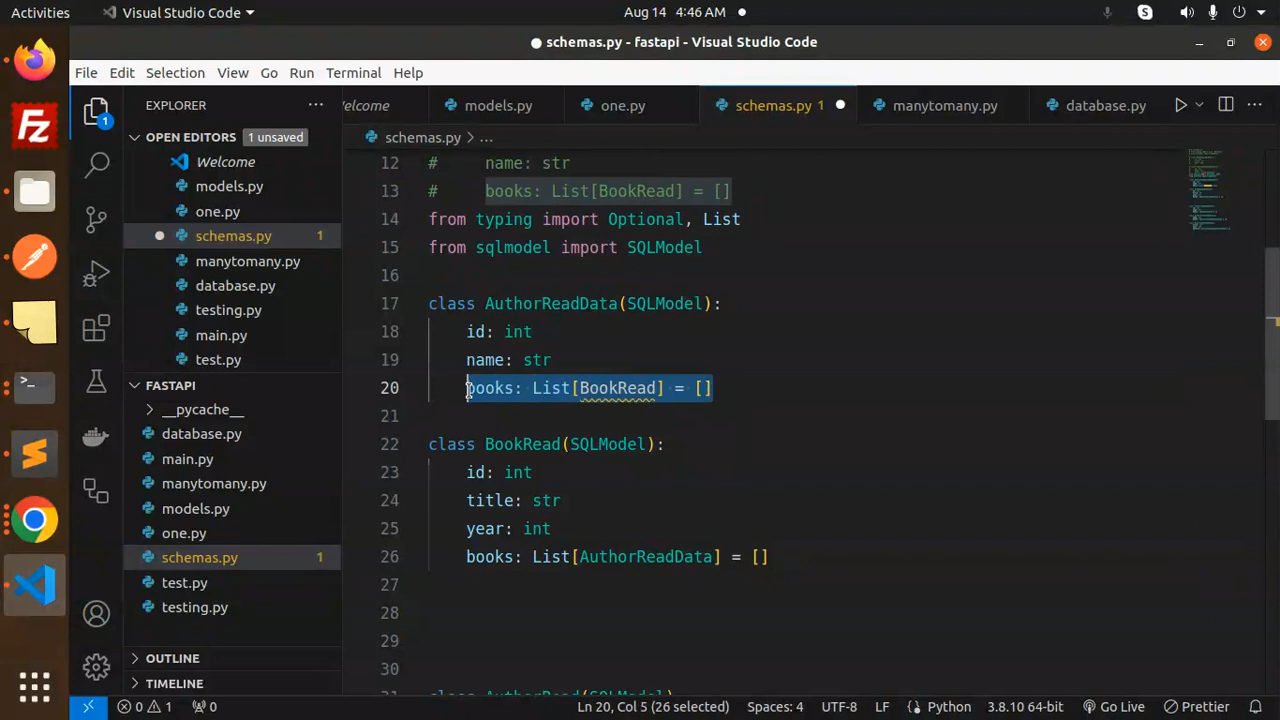 Activities
Visual Studio Code
Aug 14 4:46 AM
schemas.py - fastapi - Visual Studio Code
File Edit Selection View Go Run Terminal Help
EXPLORER
OPEN EDITORS
1 unsaved
Welcome
models.py
one.py
schemas.py 1
manytomany.py
database.py
testing.py
main.py
test.py
FASTAPI
__pycache__
database.py
main.py
manytomany.py
models.py
one.py
schemas.py 1
test.py
testing.py
OUTLINE
TIMELINE
elcome models.py one.py schemas.py 1 manytomany.py database.py
schemas.py > ...
12 # name: str
13 # books: List[BookRead] = []
14 from typing import Optional, List
15 from sqlmodel import SQLModel
16
17 class AuthorReadData(SQLModel):
18 id: int
19 name: str
20 books: List[BookRead] = []
21
22 class BookRead(SQLModel):
23 id: int
24 title: str
25 year: int
26 books: List[AuthorReadData] = []
27
28
29
30
31 class AuthorRead(SQLModel):
0 1 0 Ln 20, Col 5 (26 selected) Spaces: 4 UTF-8 LF Python 3.8.10 64-bit Go Live Prettier